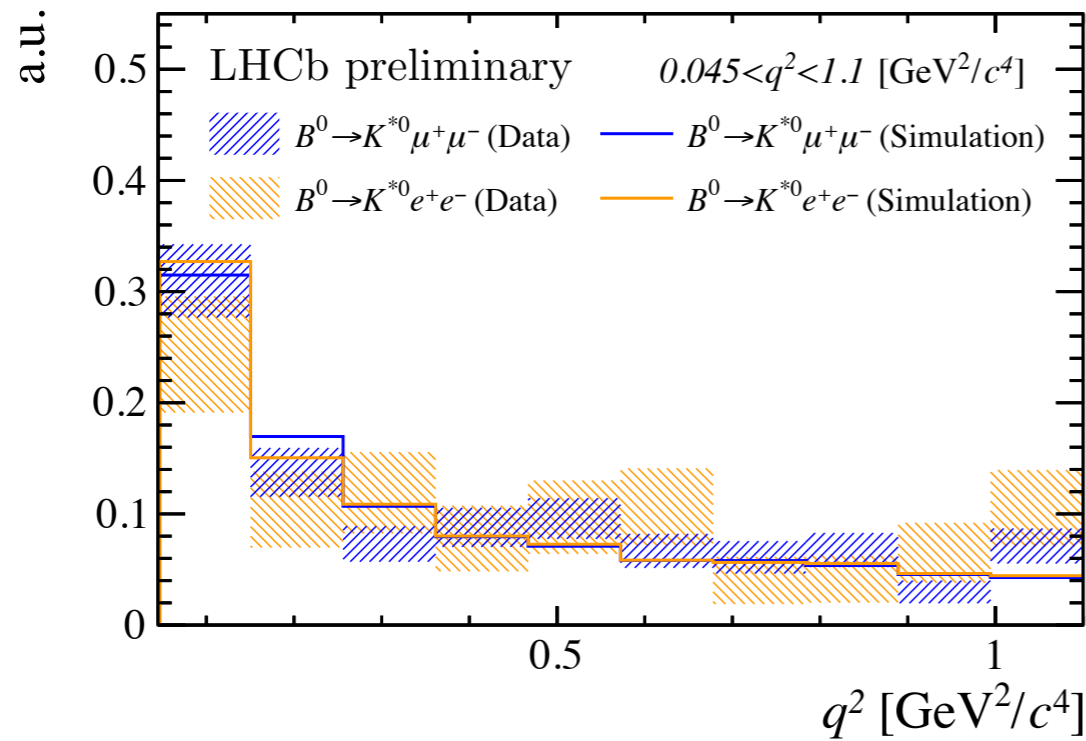 a.u.
LHCb preliminary 0.045<q²<1.1 [GeV²/c⁴]
B⁰→K*⁰μ⁺μ⁻ (Data) B⁰→K*⁰μ⁺μ⁻ (Simulation)
B⁰→K*⁰e⁺e⁻ (Data) B⁰→K*⁰e⁺e⁻ (Simulation)
0.5
0.4
0.3
0.2
0.1
0
0.5 1
q² [GeV²/c⁴]